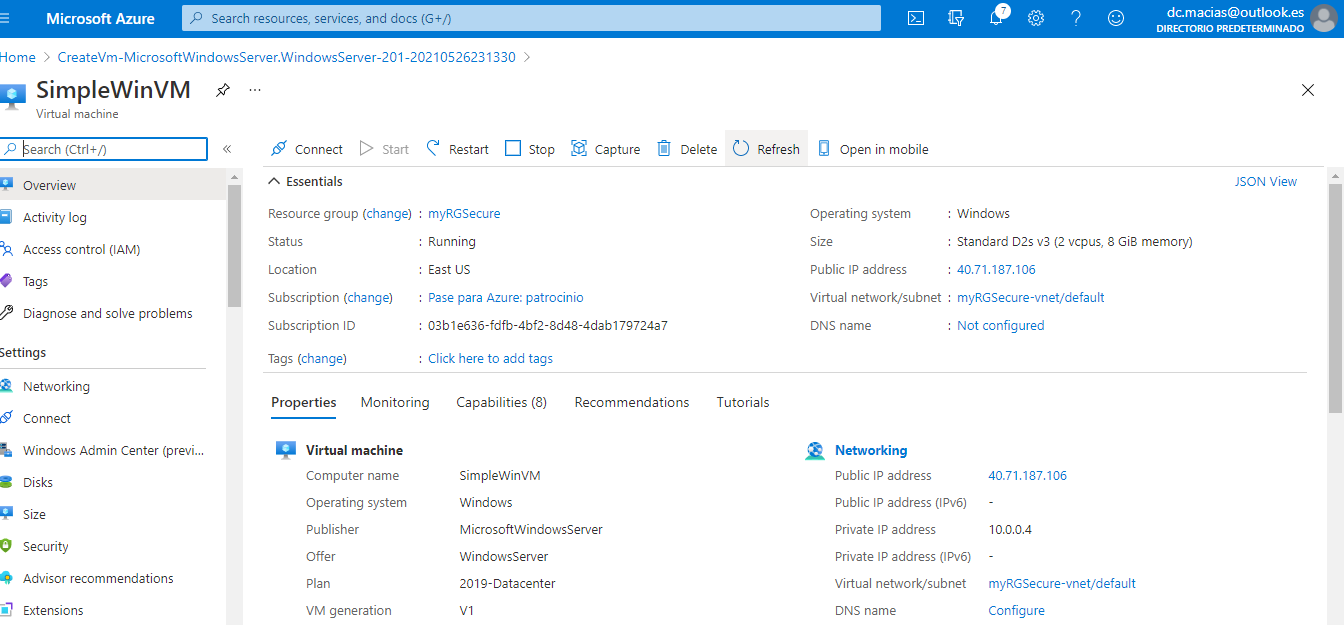 Microsoft Azure
Search resources, services, and docs (G+/)
7
dc.macias@outlook.es
DIRECTORIO PREDETERMINADO
Home > CreateVm-MicrosoftWindowsServer.WindowsServer-201-20210526231330 >
SimpleWinVM
...
Virtual machine
Search (Ctrl+/)
«
Overview
Activity log
Access control (IAM)
Tags
Diagnose and solve problems
Settings
Networking
Connect
Windows Admin Center (previ...
Disks
Size
Security
Advisor recommendations
Extensions
Connect Start Restart Stop Capture Delete Refresh Open in mobile
Essentials JSON View
Resource group (change) : myRGSecure
Status : Running
Location : East US
Subscription (change) : Pase para Azure: patrocinio
Subscription ID : 03b1e636-fdfb-4bf2-8d48-4dab179724a7
Tags (change) : Click here to add tags
Operating system : Windows
Size : Standard D2s v3 (2 vcpus, 8 GiB memory)
Public IP address : 40.71.187.106
Virtual network/subnet : myRGSecure-vnet/default
DNS name : Not configured
Properties Monitoring Capabilities (8) Recommendations Tutorials
Virtual machine
Computer name SimpleWinVM
Operating system Windows
Publisher MicrosoftWindowsServer
Offer WindowsServer
Plan 2019-Datacenter
VM generation V1
Networking
Public IP address 40.71.187.106
Public IP address (IPv6) -
Private IP address 10.0.0.4
Private IP address (IPv6) -
Virtual network/subnet myRGSecure-vnet/default
DNS name Configure